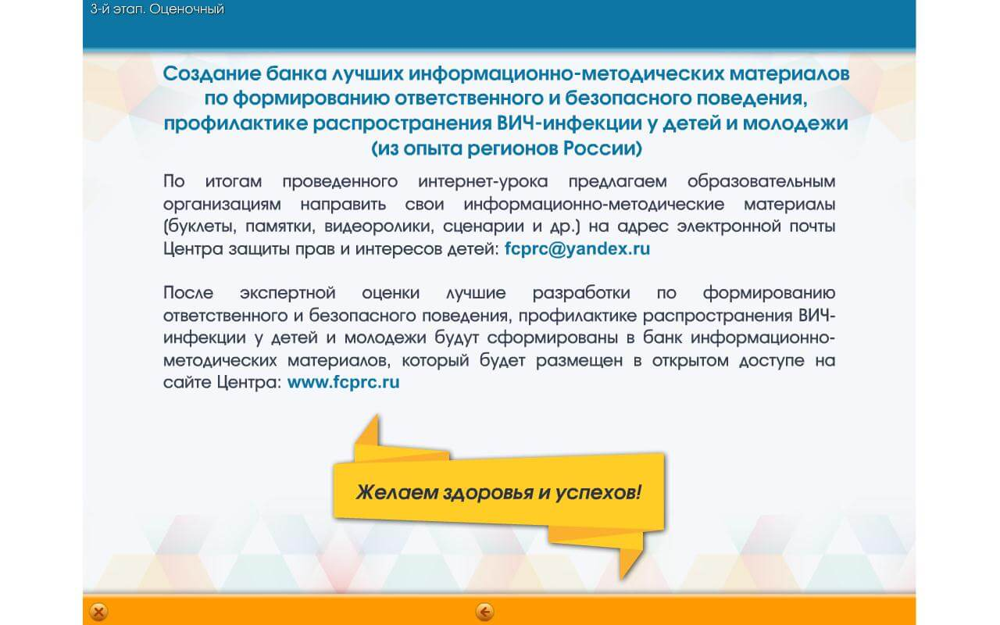 3-й этап. Оценочный
Создание банка лучших информационно-методических материалов
по формированию ответственного и безопасного поведения,
профилактике распространения ВИЧ-инфекции у детей и молодежи
(из опыта регионов России)
По итогам проведенного интернет-урока предлагаем образовательным
организациям направить свои информационно-методические материалы
(буклеты, памятки, видеоролики, сценарии и др.) на адрес электронной почты
Центра защиты прав и интересов детей: fcprc@yandex.ru
После экспертной оценки лучшие разработки по формированию
ответственного и безопасного поведения, профилактике распространения ВИЧ-
инфекции у детей и молодежи будут сформированы в банк информационно-
методических материалов, который будет размещен в открытом доступе на
сайте Центра: www.fcprc.ru
Желаем здоровья и успехов!